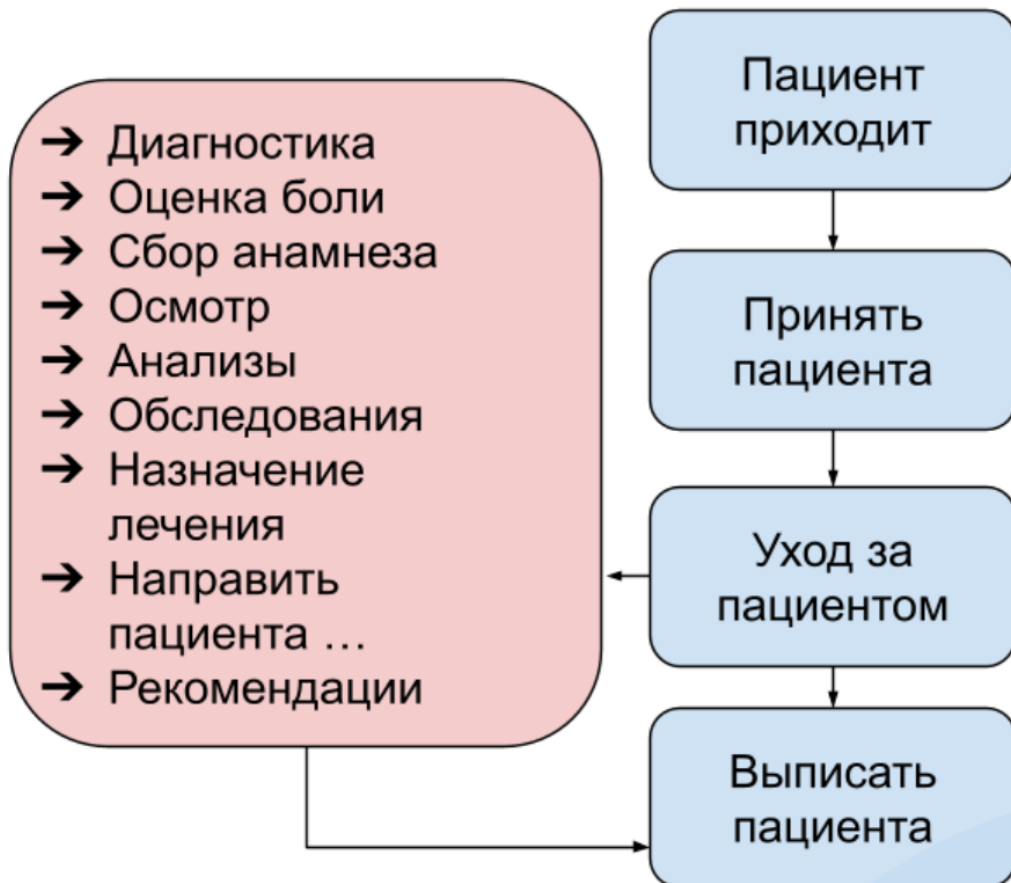 ➔ Диагностика
➔ Оценка боли
➔ Сбор анамнеза
➔ Осмотр
➔ Анализы
➔ Обследования
➔ Назначение
лечения
➔ Направить
пациента …
➔ Рекомендации
Пациент
приходит
Принять
пациента
Уход за
пациентом
Выписать
пациента